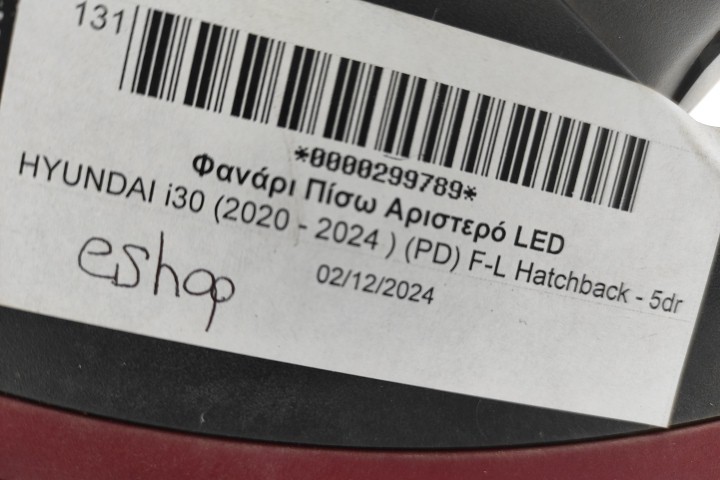 131
*0000299789*
Φανάρι Πίσω Αριστερό LED
HYUNDAI i30 (2020 - 2024 ) (PD) F-L Hatchback - 5dr
02/12/2024
eshop